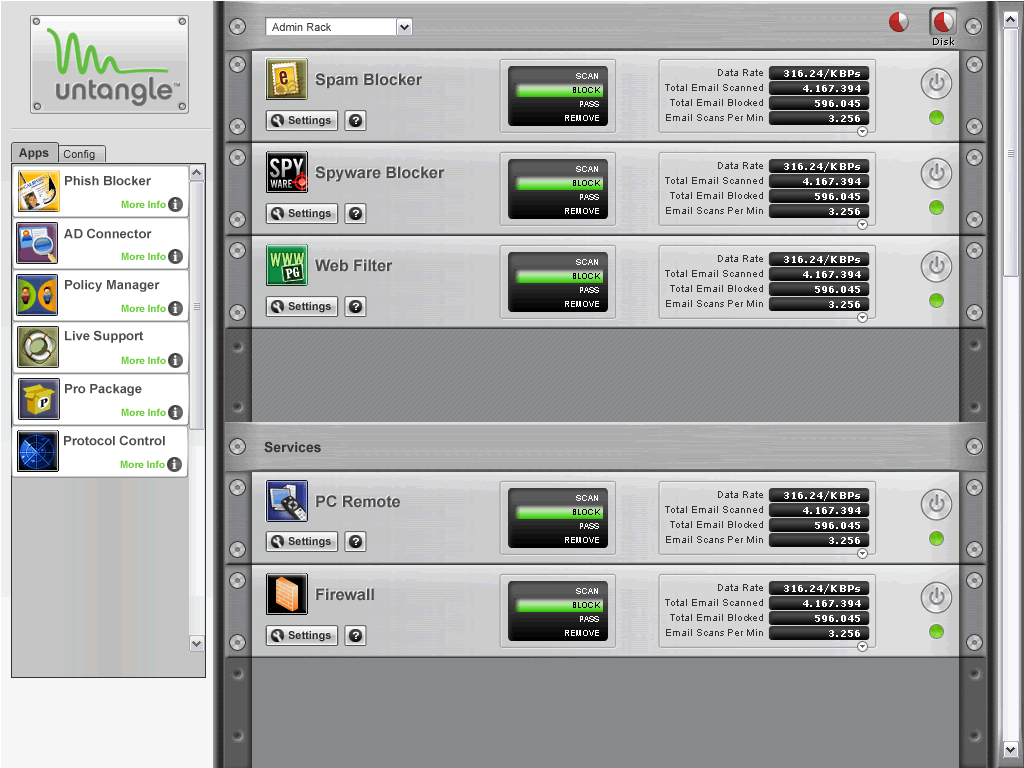 untangle™
Admin Rack
Disk
Apps
Config
Phish Blocker
More Info
AD Connector
More Info
Policy Manager
More Info
Live Support
More Info
Pro Package
More Info
Protocol Control
More Info
Spam Blocker
Settings ?
SCAN
BLOCK
PASS
REMOVE
Data Rate 316.24/KBPs
Total Email Scanned 4.167.394
Total Email Blocked 596.045
Email Scans Per Min 3.256
SPY
WARE
Spyware Blocker
Settings ?
SCAN
BLOCK
PASS
REMOVE
Data Rate 316.24/KBPs
Total Email Scanned 4.167.394
Total Email Blocked 596.045
Email Scans Per Min 3.256
WWW
PG
Web Filter
Settings ?
SCAN
BLOCK
PASS
REMOVE
Data Rate 316.24/KBPs
Total Email Scanned 4.167.394
Total Email Blocked 596.045
Email Scans Per Min 3.256
Services
PC Remote
Settings ?
SCAN
BLOCK
PASS
REMOVE
Data Rate 316.24/KBPs
Total Email Scanned 4.167.394
Total Email Blocked 596.045
Email Scans Per Min 3.256
Firewall
Settings ?
SCAN
BLOCK
PASS
REMOVE
Data Rate 316.24/KBPs
Total Email Scanned 4.167.394
Total Email Blocked 596.045
Email Scans Per Min 3.256